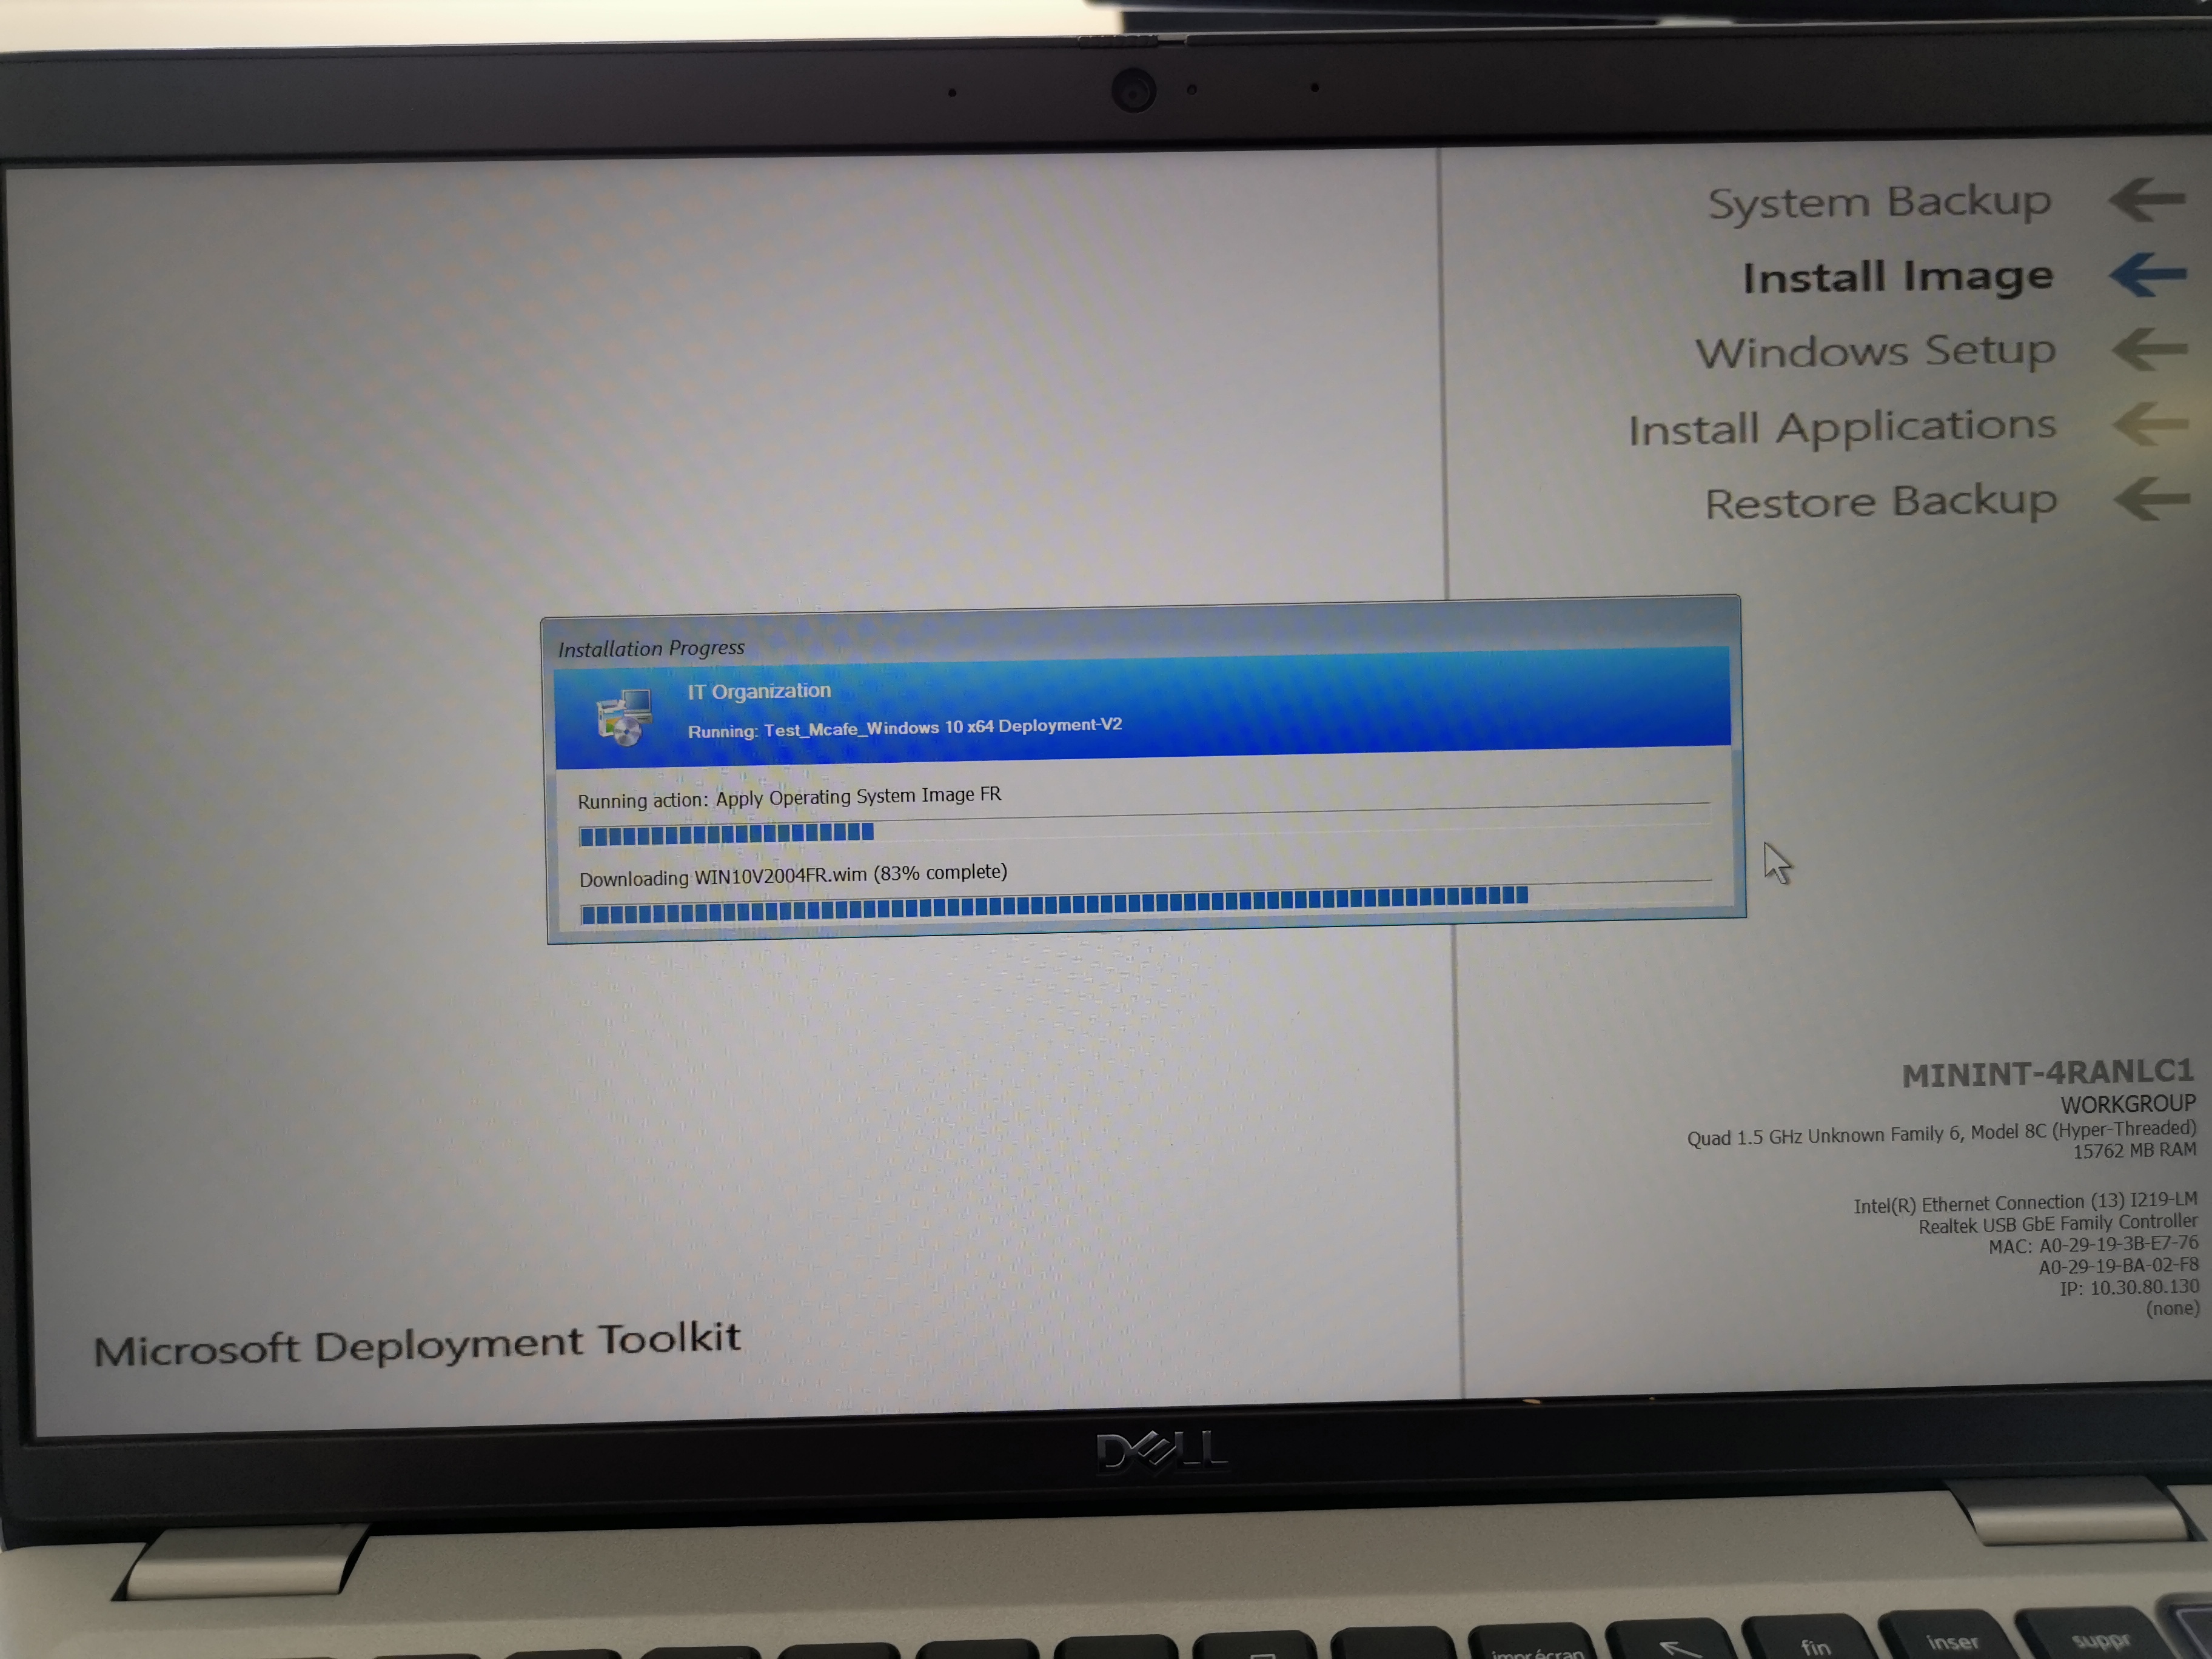 System Backup
Install Image
Windows Setup
Install Applications
Restore Backup
Installation Progress
IT Organization
Running: Test_Mcafe_Windows 10 x64 Deployment-V2
Running action: Apply Operating System Image FR
Downloading WIN10V2004FR.wim (83% complete)
MININT-4RANLC1
WORKGROUP
Quad 1.5 GHz Unknown Family 6, Model 8C (Hyper-Threaded)
15762 MB RAM
Intel(R) Ethernet Connection (13) I219-LM
Realtek USB GbE Family Controller
MAC: A0-29-19-3B-E7-76
A0-29-19-BA-02-F8
IP: 10.30.80.130
(none)
Microsoft Deployment Toolkit
DELL
impr écran
fin
inser
suppr